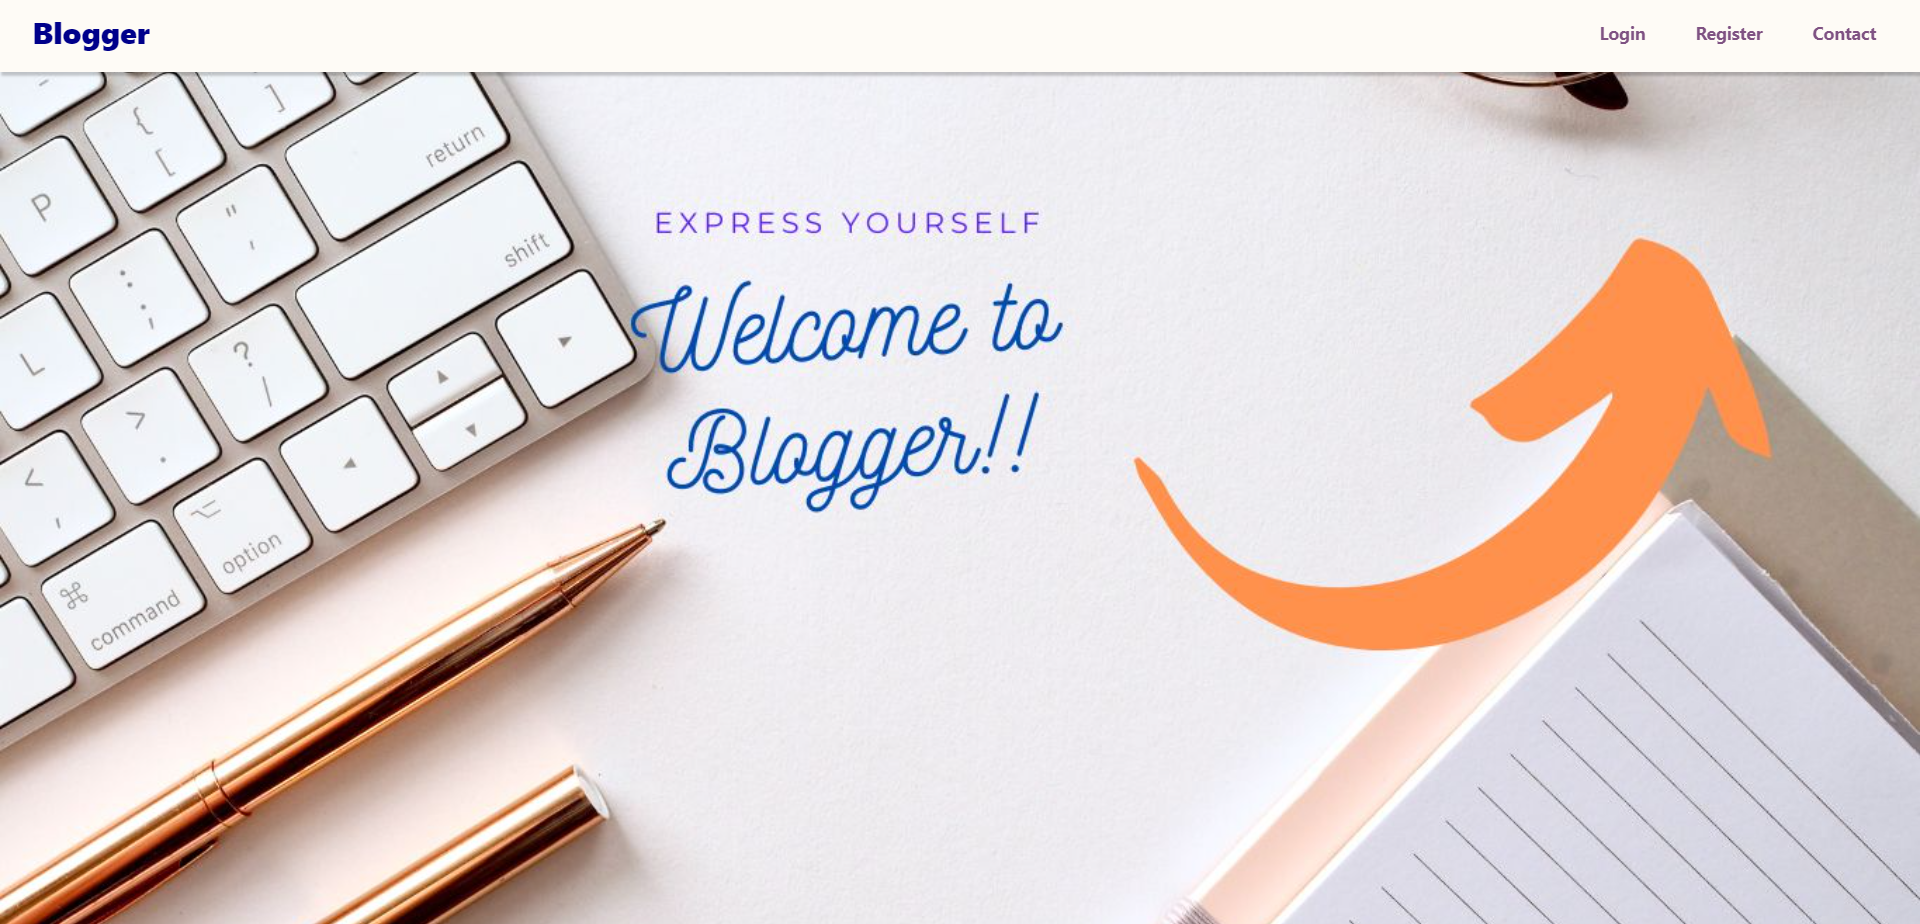 Blogger
Login Register Contact
EXPRESS YOURSELF
Welcome to
Blogger!!
-
{
[
]
return
P
"
'
shift
:
;
L
?
/
>
.
<
,
option
command